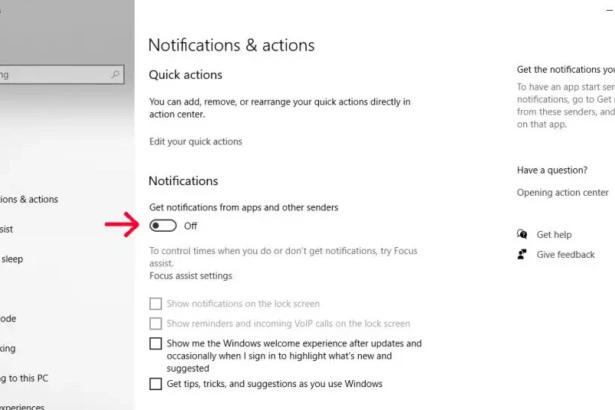 Notifications & actions
Quick actions
You can add, remove, or rearrange your quick actions directly in
action center.
Edit your quick actions
Notifications
Get notifications from apps and other senders
Off
To control times when you do or don't get notifications, try Focus
assist.
Focus assist settings
Show notifications on the lock screen
Show reminders and incoming VoIP calls on the lock screen
Show me the Windows welcome experience after updates and
occasionally when I sign in to highlight what's new and
suggested
Get tips, tricks, and suggestions as you use Windows
ng
ons & actions
sist
sleep
ode
king
ng to this PC
experiences
Get the notifications you
To have an app start
notifications, go to Get
from these senders, and
on that app.
Have a question?
Opening action center
Get help
Give feedback